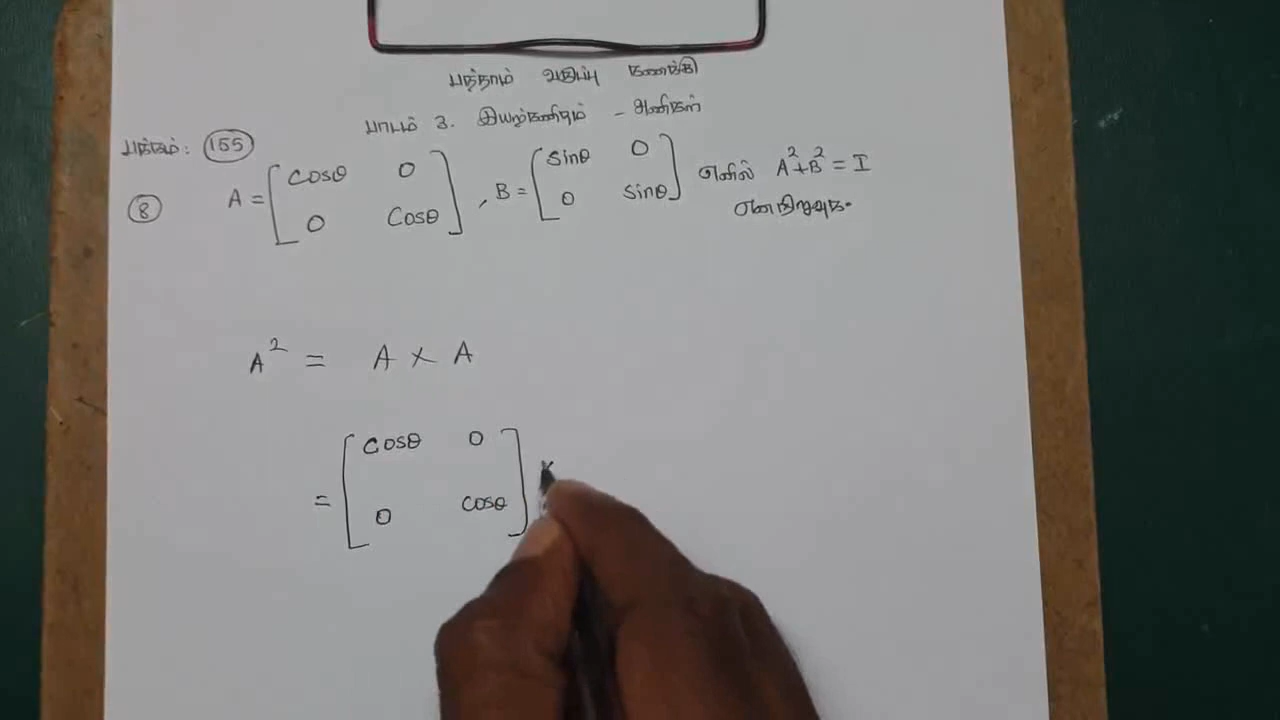 பத்தாம் வகுப்பு கணக்கு
பாடம் 3. இயற்கணிதம் - அணிகள்
பக்கம் : 155
8 A = [ cosθ 0 ] , B = [ sinθ 0 ] எனில் A²+B² = I
[ 0 cosθ ] [ 0 sinθ ] என நிறுவுக.
A² = A × A
= [ cosθ 0 ] ×
[ 0 cosθ ]